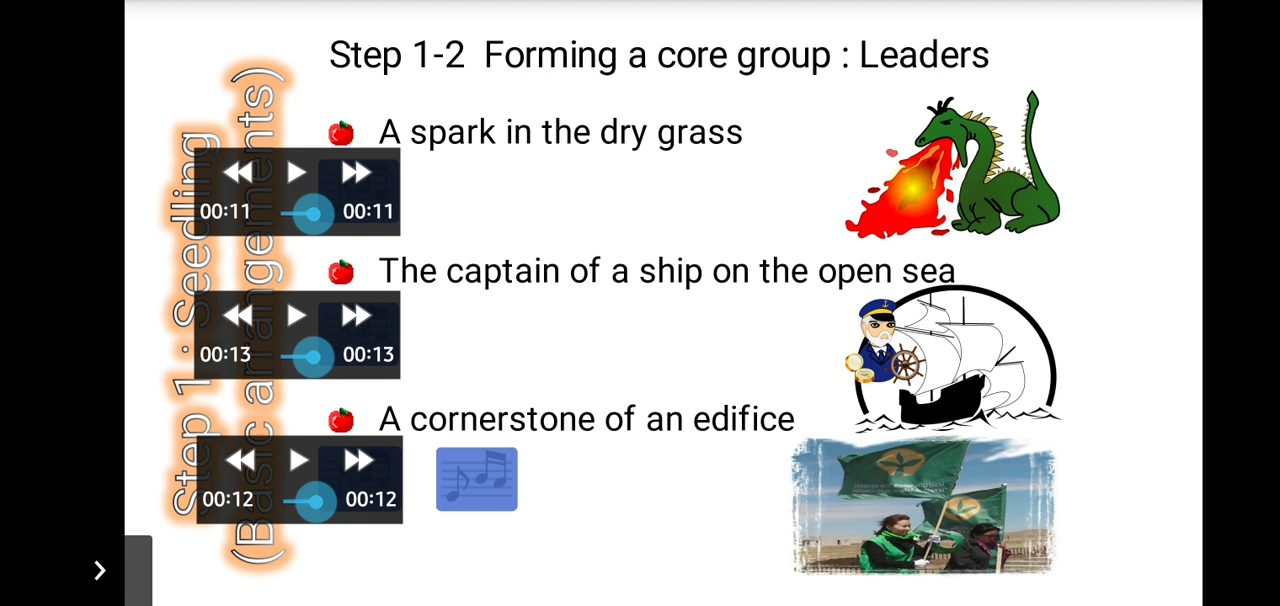 Step 1-2 Forming a core group : Leaders
Step 1 : Seedling
(Basic arrangements)
A spark in the dry grass
00:11 00:11
The captain of a ship on the open sea
00:13 00:13
A cornerstone of an edifice
00:12 00:12